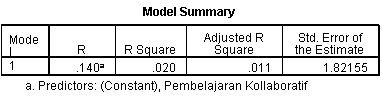 Model Summary
Mode
l R R Square Adjusted R
Square Std. Error of
the Estimate
1 .140a .020 .011 1.82155
a. Predictors: (Constant), Pembelajaran Kollaboratif